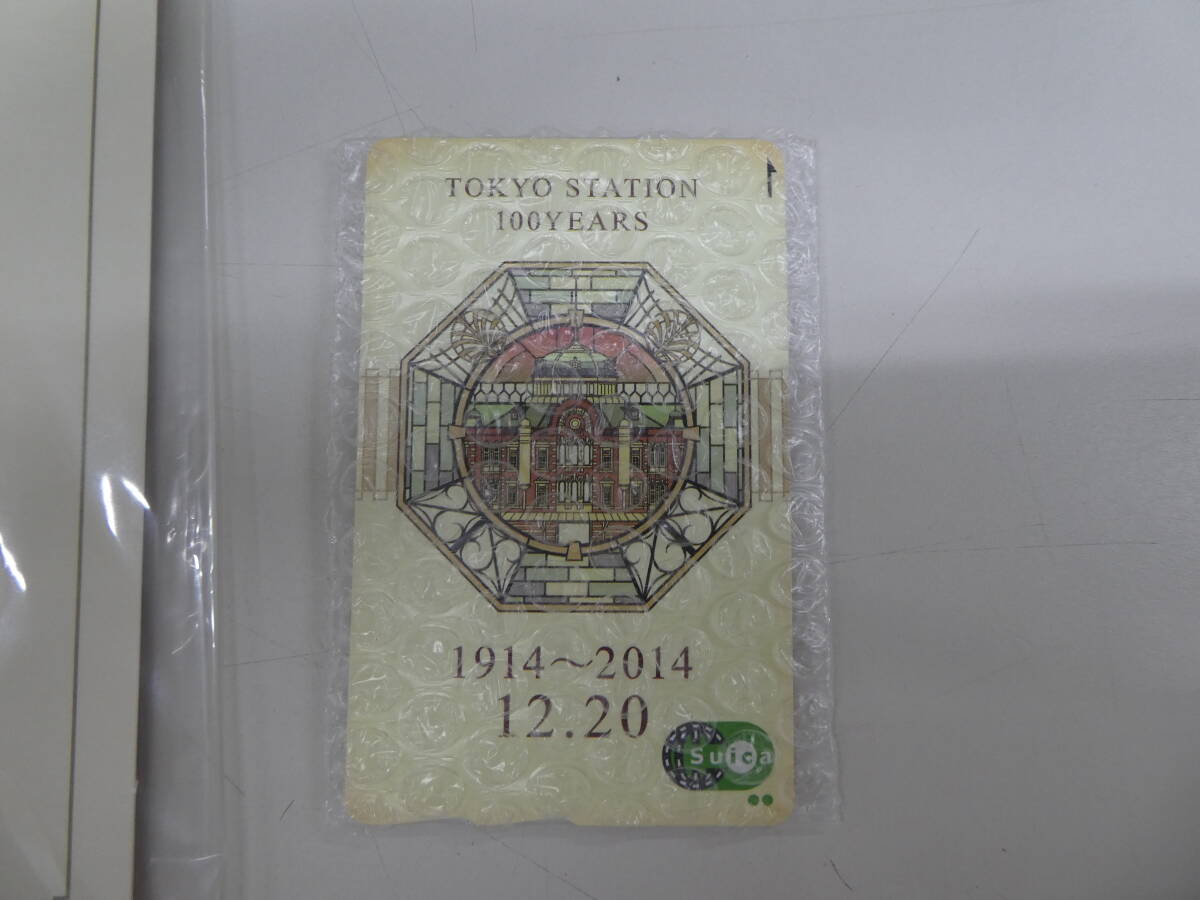 TOKYO STATION
100YEARS
1914～2014
12.20
Suica